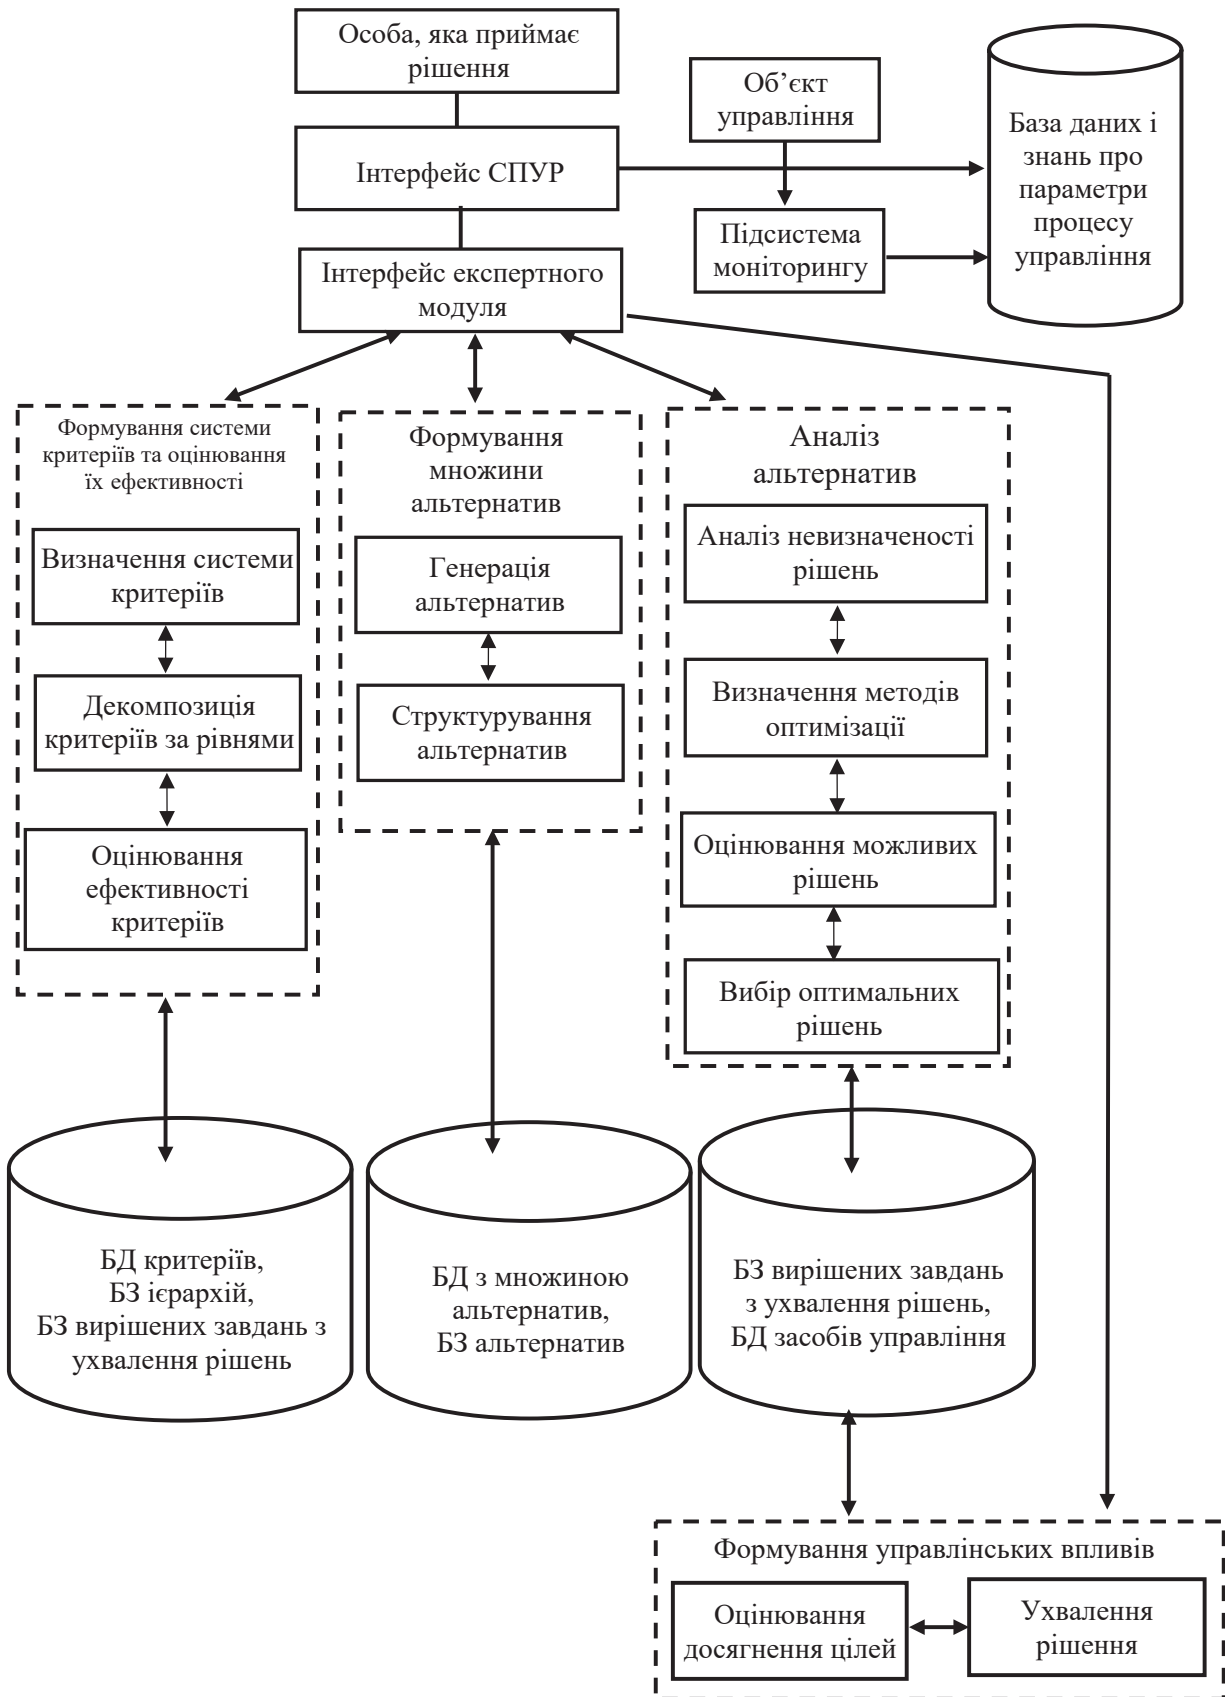 Особа, яка приймає
рішення
Об’єкт
управління
База даних і
знань про
параметри
процесу
управління
Інтерфейс СПУР
Підсистема
моніторингу
Інтерфейс експертного
модуля
Формування системи
критеріїв та оцінювання
їх ефективності
Визначення системи
критеріїв
Декомпозиція
критеріїв за рівнями
Оцінювання
ефективності
критеріїв
Формування
множини
альтернатив
Генерація
альтернатив
Структурування
альтернатив
Аналіз
альтернатив
Аналіз невизначеності
рішень
Визначення методів
оптимізації
Оцінювання можливих
рішень
Вибір оптимальних
рішень
БД критеріїв,
БЗ ієрархій,
БЗ вирішених завдань з
ухвалення рішень
БД з множиною
альтернатив,
БЗ альтернатив
БЗ вирішених завдань
з ухвалення рішень,
БД засобів управління
Формування управлінських впливів
Оцінювання
досягнення цілей
Ухвалення
рішення